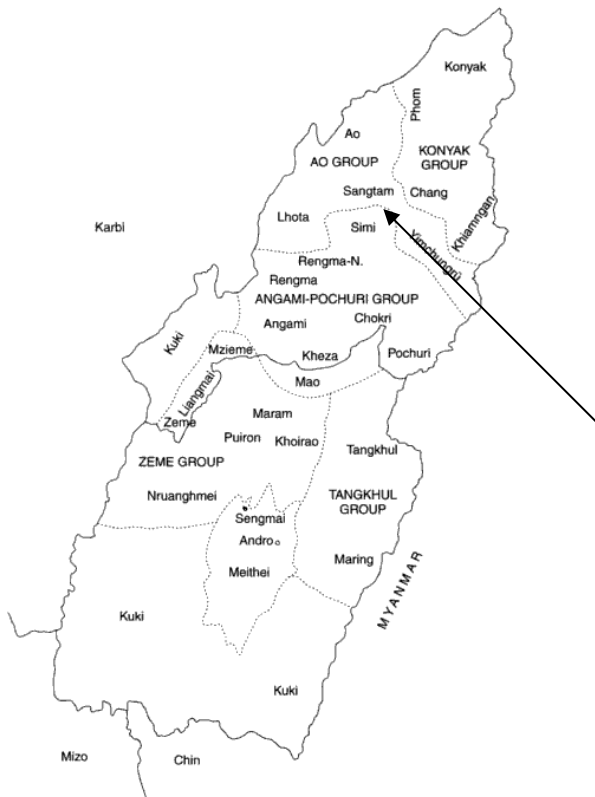 Konyak
Phom
Ao
AO GROUP
KONYAK
GROUP
Sangtam
Chang
Lhota
Simi
Khiamngan
Karbi
Yimchungrü
Rengma-N.
Rengma
ANGAMI-POCHURI GROUP
Angami
Chokri
Kuki
Mzieme
Kheza
Pochuri
Mao
Liangmai
Zeme
Maram
Puiron
Khoirao
Tangkhul
ZEME GROUP
Nruanghmei
TANGKHUL
GROUP
Sengmai
Andro
Maring
Meithei
MYANMAR
Kuki
Kuki
Mizo
Chin